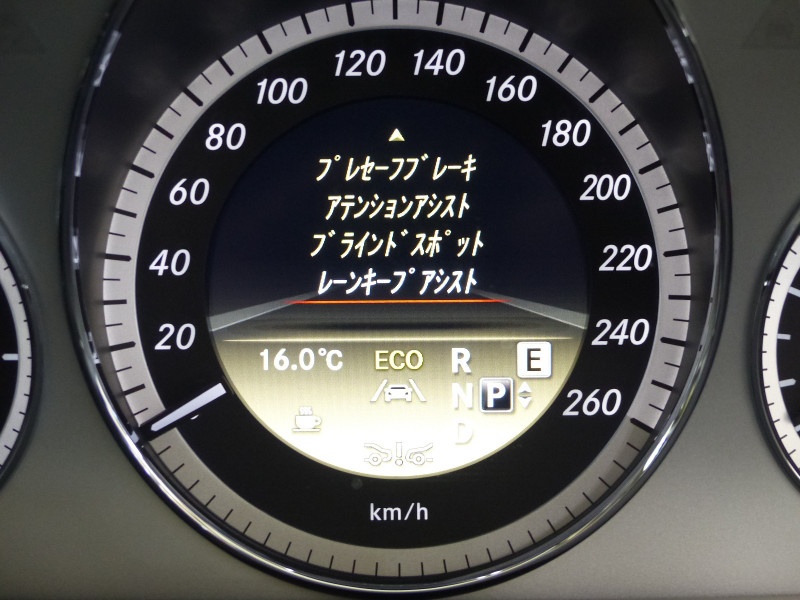 120 140
100 160
80 180
60 200
40 220
20 240
260
プレセーフブレーキ
アテンションアシスト
ブラインドスポット
レーンキープアシスト
16.0℃ ECO R E
N P
D
km/h